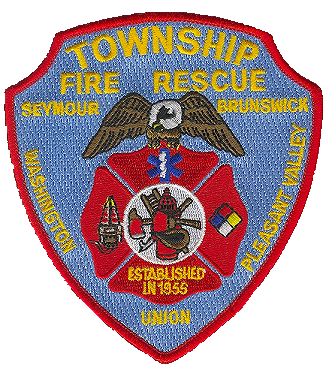 TOWNSHIP
FIRE RESCUE
SEYMOUR
BRUNSWICK
WASHINGTON
PLEASANT VALLEY
ESTABLISHED
IN 1955
UNION